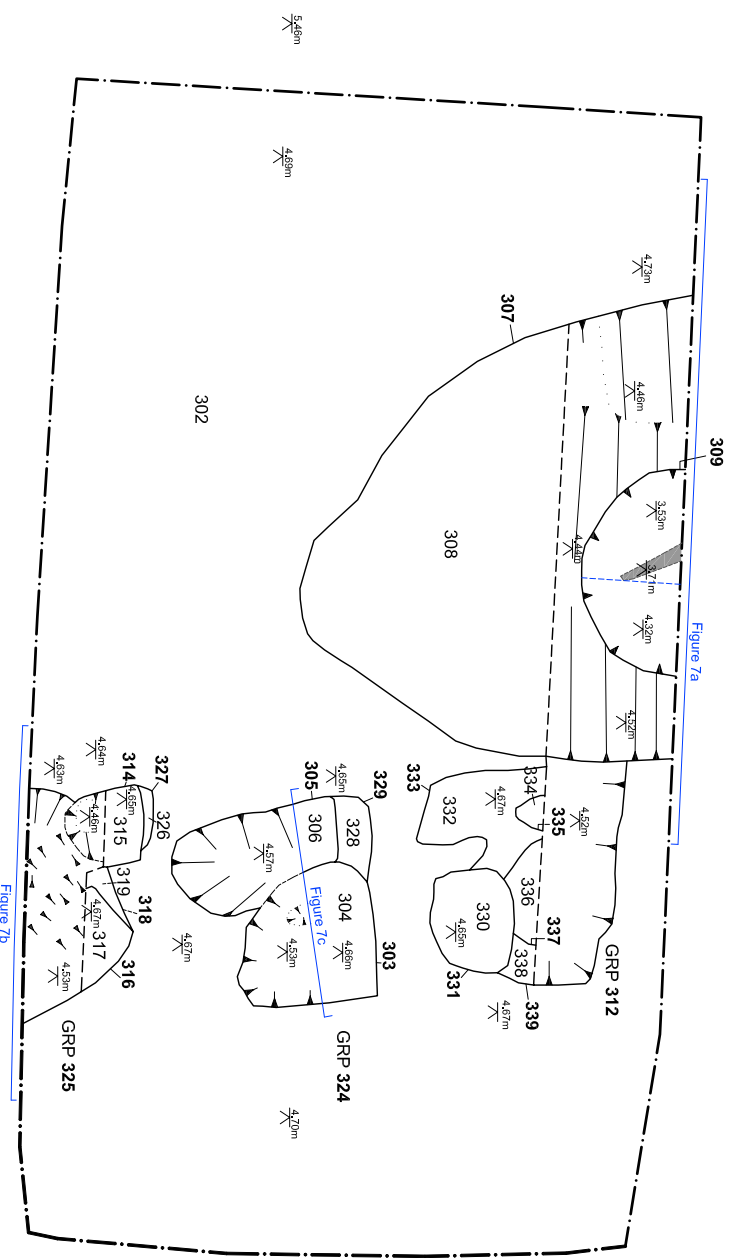 5.46m
4.69m
4.73m
307
4.46m
302
309
3.53m
308
4.44m
3.71m
4.32m
Figure 7a
4.52m
4.64m
4.63m
314
327
4.65m
326
4.46m
315
305
4.65m
329
306
328
4.57m
333
332
334
4.67m
335
4.52m
319
318
4.67m
317
316
4.53m
Figure 7b
304
Figure 7c
4.67m
4.53m
4.66m
303
336
330
4.65m
337
338
331
339
GRP 312
4.67m
GRP 325
GRP 324
4.70m